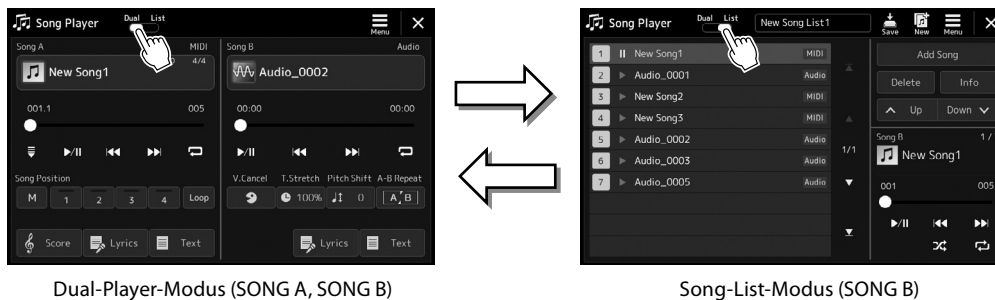 Song Player Dual List Menu
Song A MIDI Song B Audio
4/4
New Song1 Audio_0002
001.1 005 00:00 00:00
Song Position V.Cancel T.Stretch Pitch Shift A-B Repeat
M 1 2 3 4 Loop 100% 0 A B
Score Lyrics Text Lyrics Text
Dual-Player-Modus (SONG A, SONG B)
Song Player Dual List New Song List1 Save New Menu
1 New Song1 MIDI
2 Audio_0001 Audio
3 New Song2 MIDI
4 New Song3 MIDI
5 Audio_0002 Audio
6 Audio_0003 Audio
7 Audio_0005 Audio
1/1
Add Song
Delete Info
Up Down
Song B 1/
New Song1
001 005
Song-List-Modus (SONG B)